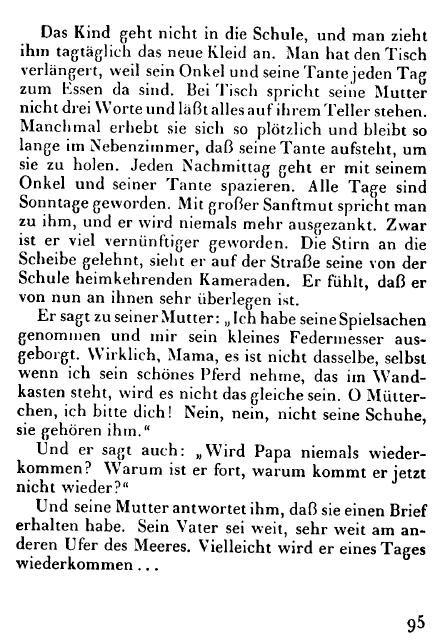 Das Kind geht nicht in die Schule, und man zieht
ihm tagtäglich das neue Kleid an. Man hat den Tisch
verlängert, weil sein Onkel und seine Tante jeden Tag
zum Essen da sind. Bei Tisch spricht seine Mutter
nicht drei Worte und läßt alles auf ihrem Teller stehen.
Manchmal erhebt sie sich so plötzlich und bleibt so
lange im Nebenzimmer, daß seine Tante aufsteht, um
sie zu holen. Jeden Nachmittag geht er mit seinem
Onkel und seiner Tante spazieren. Alle Tage sind
Sonntage geworden. Mit großer Sanftmut spricht man
zu ihm, und er wird niemals mehr ausgezankt. Zwar
ist er viel vernünftiger geworden. Die Stirn an die
Scheibe gelehnt, sieht er auf der Straße seine von der
Schule heimkehrenden Kameraden. Er fühlt, daß er
von nun an ihnen sehr überlegen ist.
Er sagt zu seiner Mutter: „Ich habe seine Spielsachen
genommen und mir sein kleines Federmesser aus-
geborgt. Wirklich, Mama, es ist nicht dasselbe, selbst
wenn ich sein schönes Pferd nehme, das im Wand-
kasten steht, wird es nicht das gleiche sein. O Mütter-
chen, ich bitte dich! Nein, nein, nicht seine Schuhe,
sie gehören ihm.“
Und er sagt auch: „Wird Papa niemals wieder-
kommen? Warum ist er fort, warum kommt er jetzt
nicht wieder?“
Und seine Mutter antwortet ihm, daß sie einen Brief
erhalten habe. Sein Vater sei weit, sehr weit am an-
deren Ufer des Meeres. Vielleicht wird er eines Tages
wiederkommen ...
95